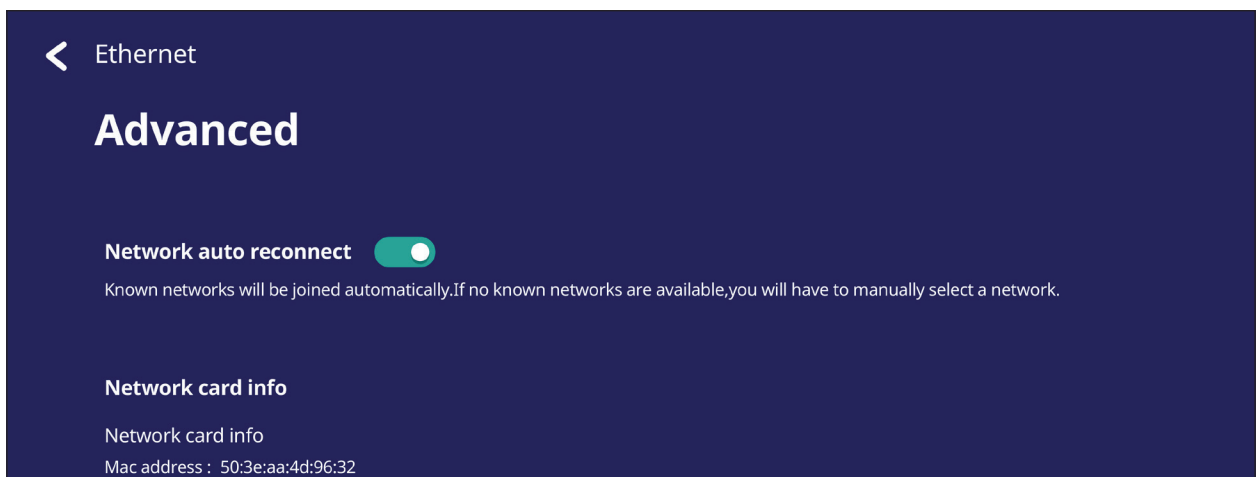 Ethernet
Advanced
Network auto reconnect
Known networks will be joined automatically.If no known networks are available,you will have to manually select a network.
Network card info
Network card info
Mac address :  50:3e:aa:4d:96:32